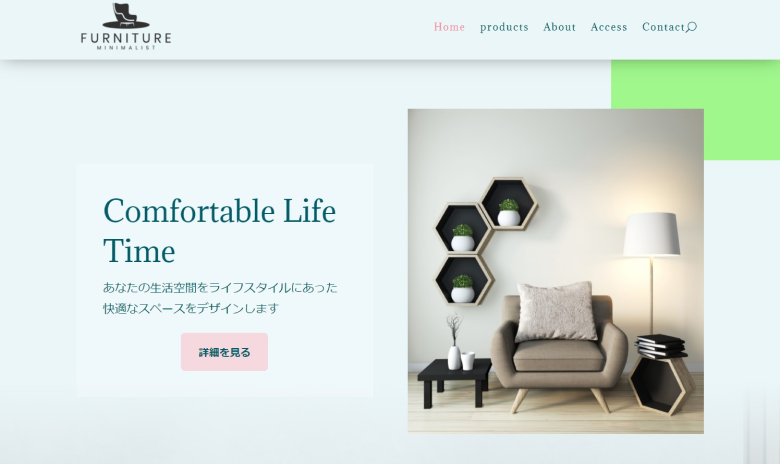 FURNITURE
MINIMALIST
Home products About Access Contact
Comfortable Life
Time
あなたの生活空間をライフスタイルにあった
快適なスペースをデザインします
詳細を見る